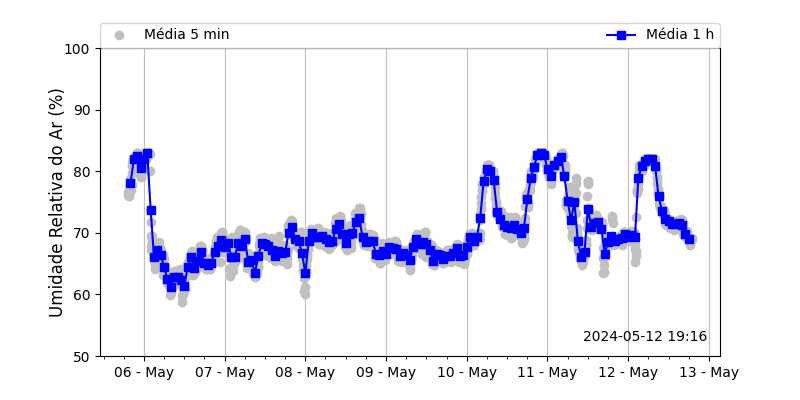 Média 5 min
Média 1 h
Umidade Relativa do Ar (%)
100
90
80
70
60
50
2024-05-12 19:16
06 - May
07 - May
08 - May
09 - May
10 - May
11 - May
12 - May
13 - May